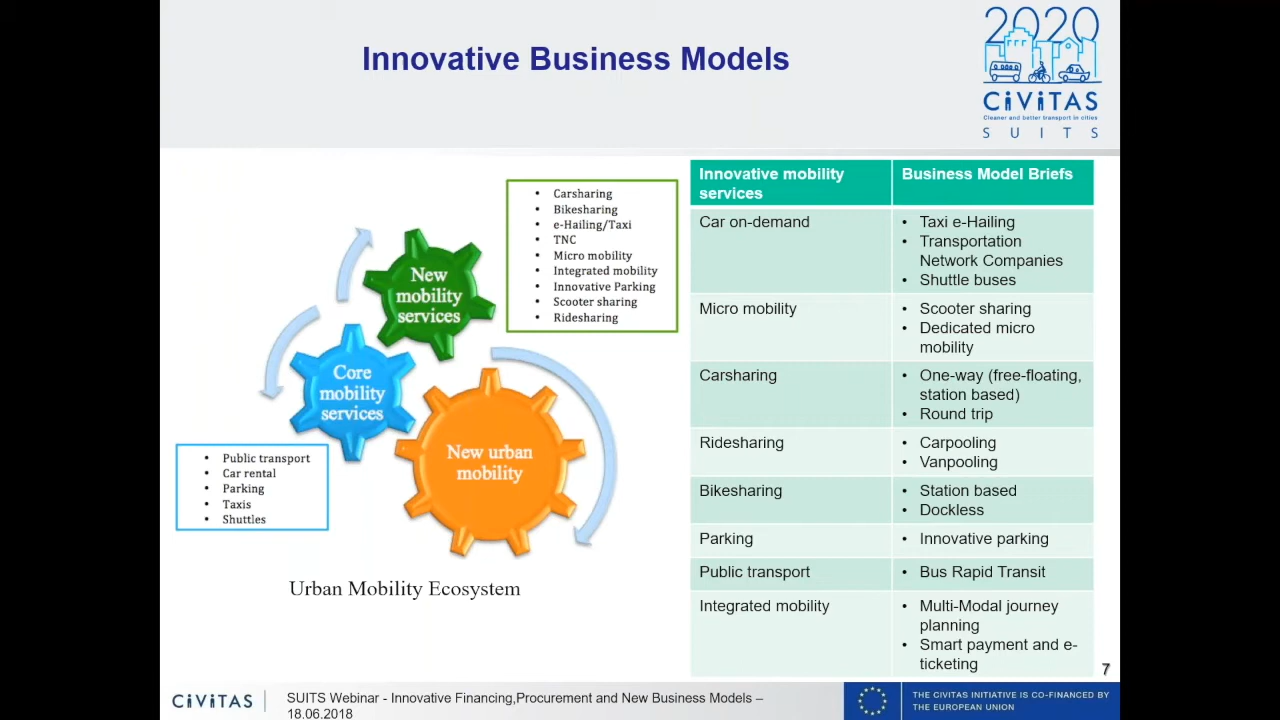 Innovative Business Models
2020
CiViTAS
Cleaner and better transport in cities
SUITS
• Carsharing
• Bikesharing
• e-Hailing/Taxi
• TNC
• Micro mobility
• Integrated mobility
• Innovative Parking
• Scooter sharing
• Ridesharing
New
mobility
services
Core
mobility
services
New urban
mobility
• Public transport
• Car rental
• Parking
• Taxis
• Shuttles
Urban Mobility Ecosystem
Innovative mobility
services
Business Model Briefs
Car on-demand
• Taxi e-Hailing
• Transportation
Network Companies
• Shuttle buses
Micro mobility
• Scooter sharing
• Dedicated micro
mobility
Carsharing
• One-way (free-floating,
station based)
• Round trip
Ridesharing
• Carpooling
• Vanpooling
Bikesharing
• Station based
• Dockless
Parking
• Innovative parking
Public transport
• Bus Rapid Transit
Integrated mobility
• Multi-Modal journey
planning
• Smart payment and e-
ticketing
7
CiViTAS
SUITS Webinar - Innovative Financing,Procurement and New Business Models –
18.06.2018
THE CIVITAS INITIATIVE IS CO-FINANCED BY
THE EUROPEAN UNION